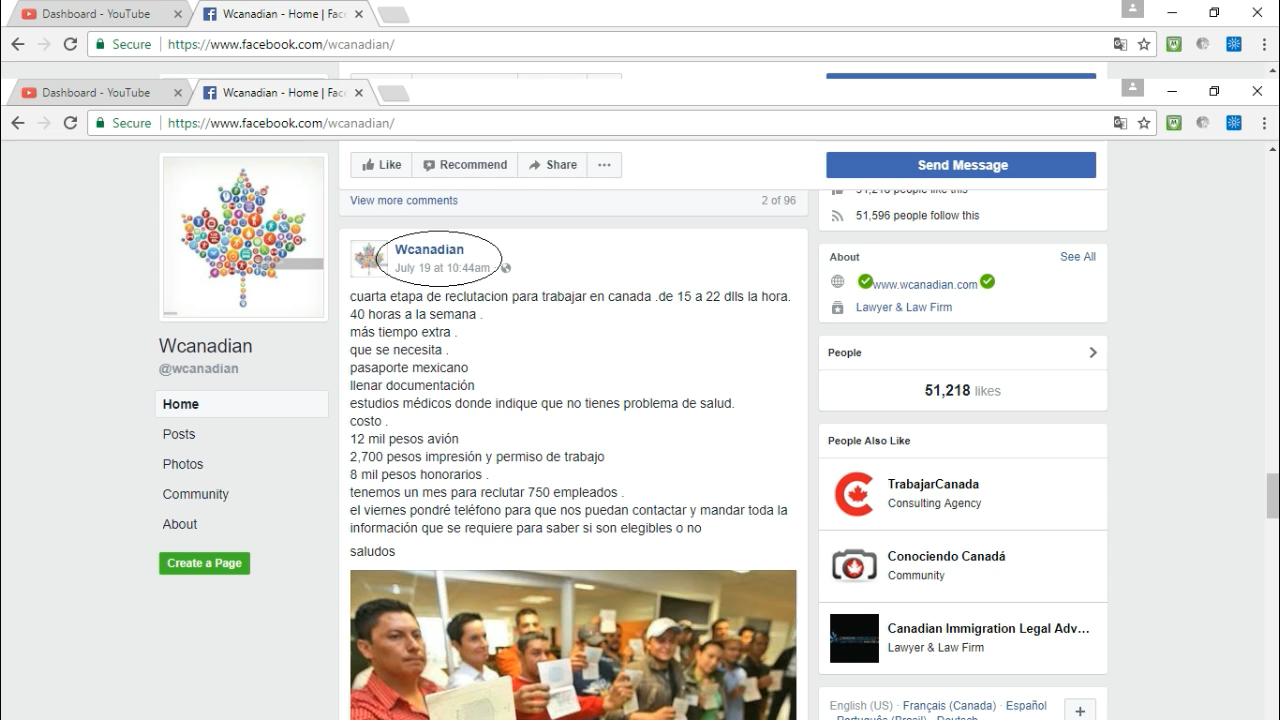 Dashboard - YouTube
Wcanadian - Home | Fac
Secure
https://www.facebook.com/wcanadian/
Dashboard - YouTube
Wcanadian - Home | Fac
Secure
https://www.facebook.com/wcanadian/
Like
Recommend
Share
Send Message
View more comments
2 of 96
51,218 people like this
51,596 people follow this
Wcanadian
July 19 at 10:44am
cuarta etapa de reclutacion para trabajar en canada .de 15 a 22 dlls la hora.
40 horas a la semana .
más tiempo extra .
que se necesita .
pasaporte mexicano
llenar documentación
estudios médicos donde indique que no tienes problema de salud.
costo .
12 mil pesos avión
2,700 pesos impresión y permiso de trabajo
8 mil pesos honorarios .
tenemos un mes para reclutar 750 empleados .
el viernes pondré teléfono para que nos puedan contactar y mandar toda la
información que se requiere para saber si son elegibles o no
saludos
Wcanadian
@wcanadian
Home
Posts
Photos
Community
About
Create a Page
About
See All
www.wcanadian.com
Lawyer & Law Firm
People
51,218 likes
People Also Like
TrabajarCanada
Consulting Agency
Conociendo Canadá
Community
Canadian Immigration Legal Adv...
Lawyer & Law Firm
English (US) · Français (Canada) · Español
Português (Brasil) · Deutsch